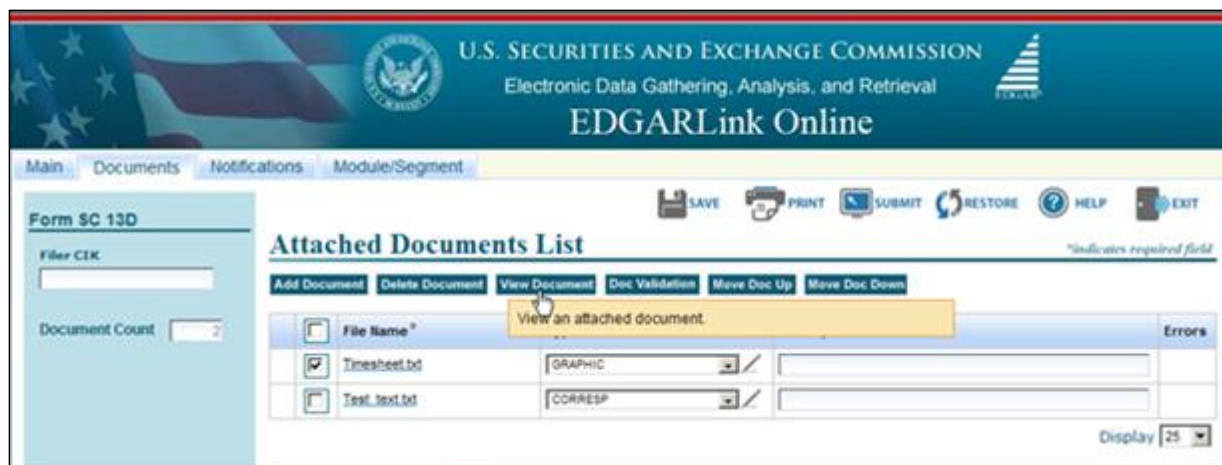 U.S. SECURITIES AND EXCHANGE COMMISSION
Electronic Data Gathering, Analysis, and Retrieval
EDGAR
EDGARLink Online
Main Documents Notifications Module/Segment
SAVE PRINT SUBMIT RESTORE HELP EXIT
Form SC 13D
Attached Documents List
*indicates required field
Filer CIK
Add Document Delete Document View Document Doc Validation Move Doc Up Move Doc Down
View an attached document.
Document Count 2
File Name* Errors
Timesheet.txt GRAPHIC
Test_text.txt CORRESP
Display 25